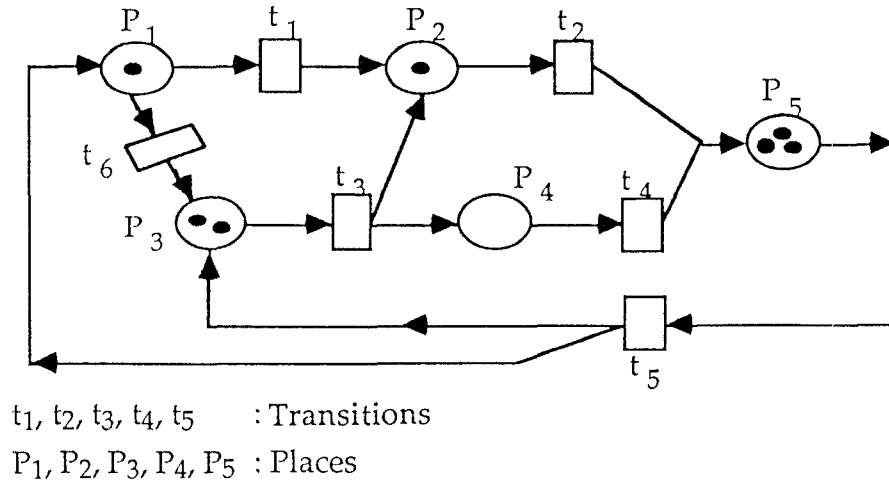 P1 t1 P2 t2
P5
t6 t3 P4 t4
P3
t5
t1, t2, t3, t4, t5 : Transitions
P1, P2, P3, P4, P5 : Places